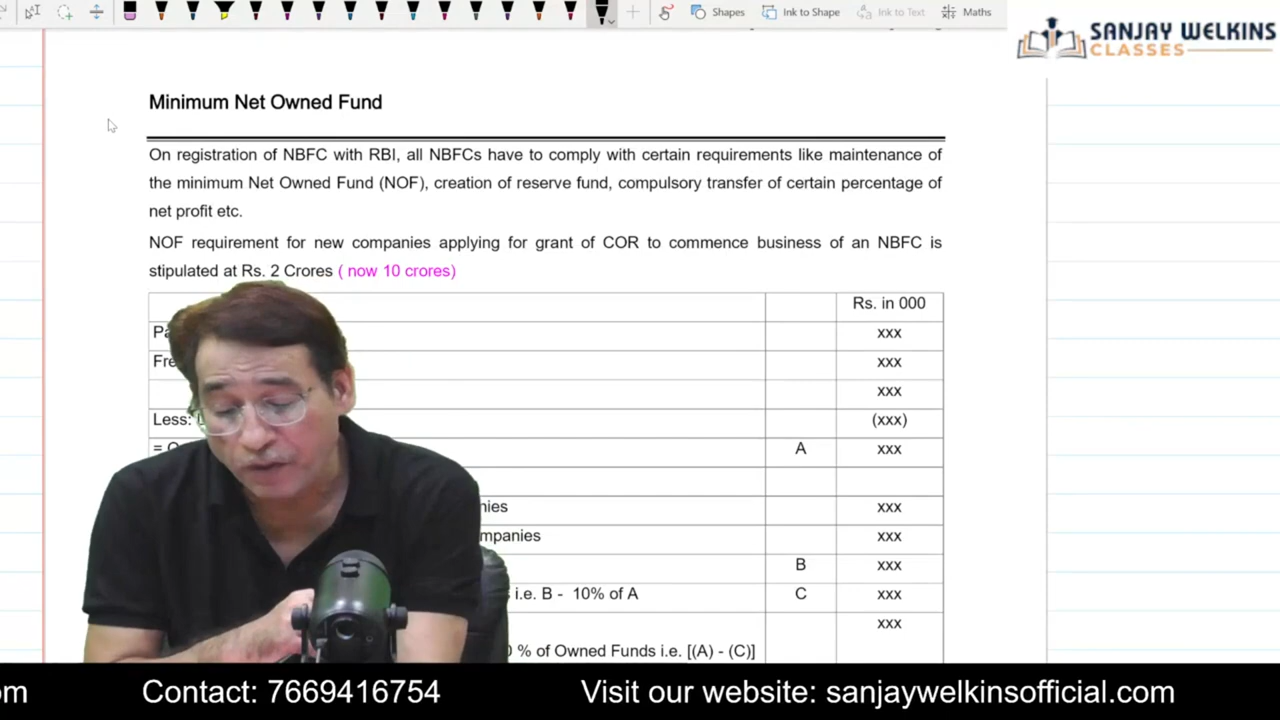 Shapes Ink to Shape Ink to Text Maths
SANJAY WELKINS
CLASSES
Minimum Net Owned Fund
On registration of NBFC with RBI, all NBFCs have to comply with certain requirements like maintenance of
the minimum Net Owned Fund (NOF), creation of reserve fund, compulsory transfer of certain percentage of
net profit etc.
NOF requirement for new companies applying for grant of COR to commence business of an NBFC is
stipulated at Rs. 2 Crores ( now 10 crores)
Rs. in 000
xxx
xxx
xxx
Less: (xxx)
= A xxx
xxx
xxx
B xxx
i.e. B - 10% of A C xxx
xxx
% of Owned Funds i.e. [(A) - (C)]
Contact: 7669416754 Visit our website: sanjaywelkinsofficial.com